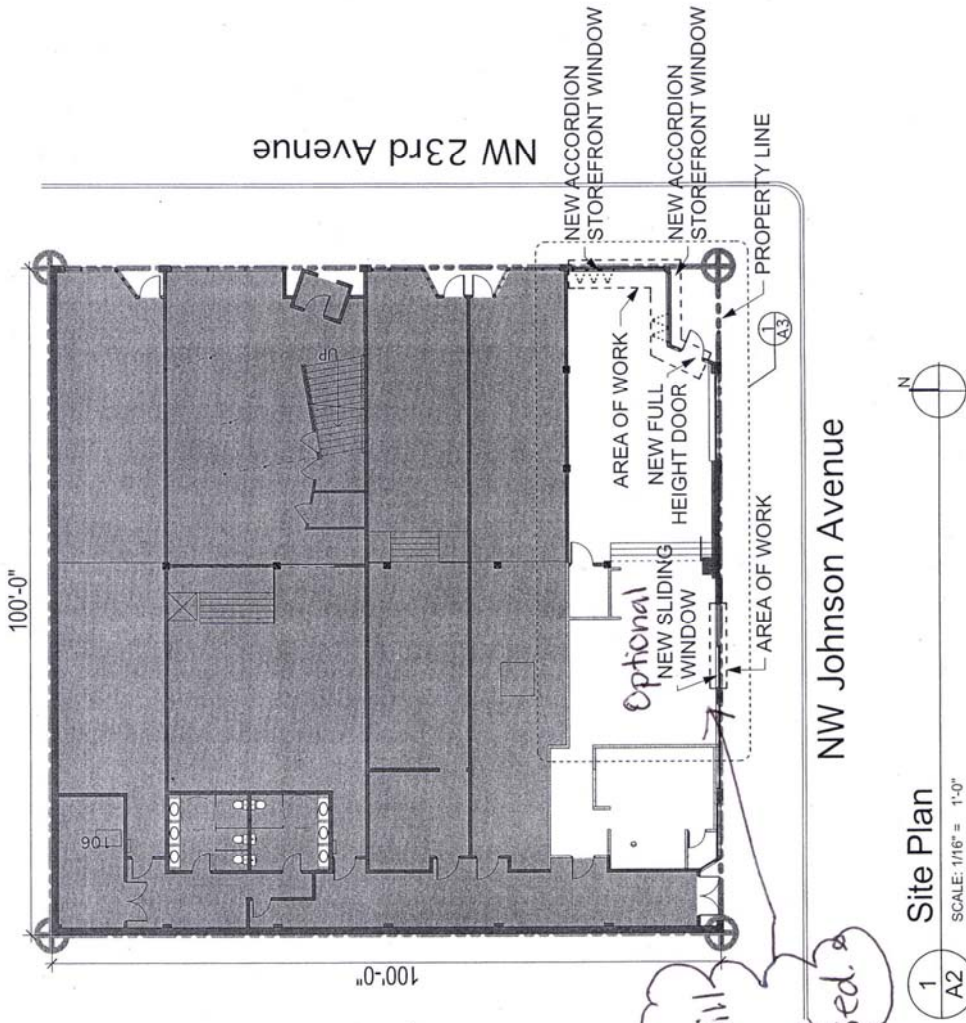 100'-0"
NW 23rd Avenue
NEW ACCORDION
STOREFRONT WINDOW
NEW ACCORDION
STOREFRONT WINDOW
PROPERTY LINE
UP
106
AREA OF WORK
NEW FULL
HEIGHT DOOR
1
A3
Optional
NEW SLIDING
WINDOW
AREA OF WORK
100'-0"
NW Johnson Avenue
N
1
A2
Site Plan
SCALE: 1/16" = 1'-0"